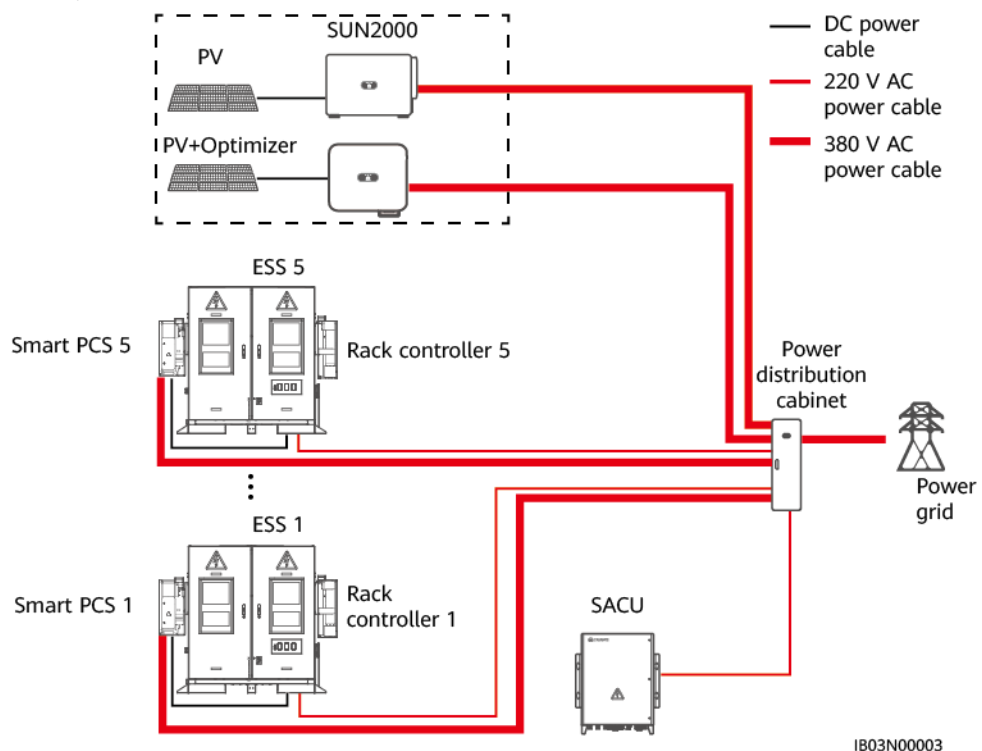 SUN2000
PV
PV+Optimizer
DC power
cable
220 V AC
power cable
380 V AC
power cable
ESS 5
Smart PCS 5
Rack controller 5
Power
distribution
cabinet
Power
grid
ESS 1
Smart PCS 1
Rack
controller 1
SACU
IB03N00003